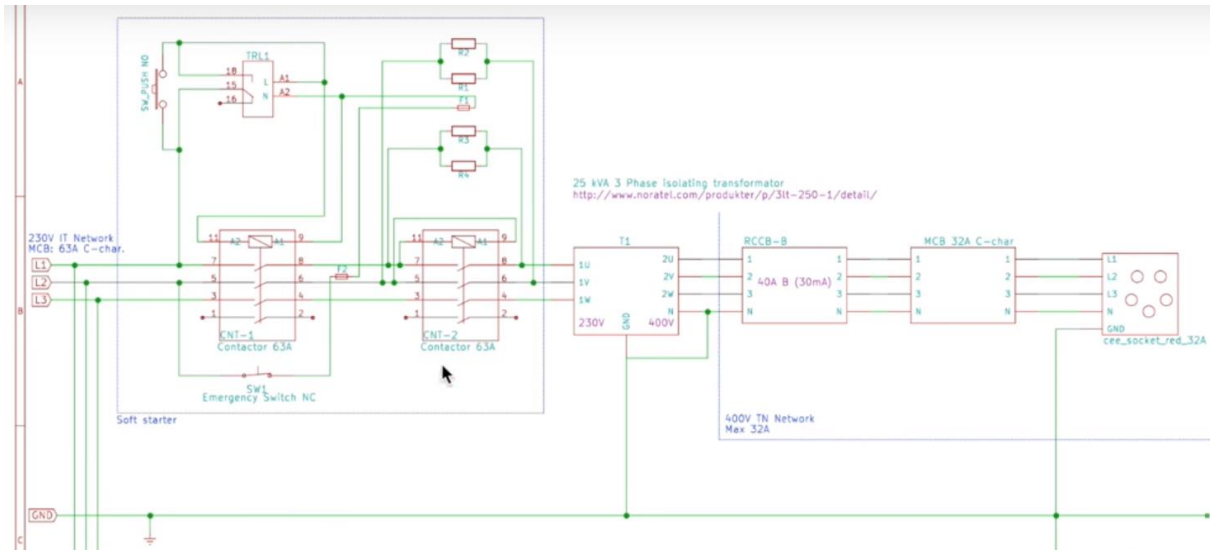 A
B
C
SW_PUSH NO
TRL1
18
15
16
L
N
A1
A2
R2
R1
F1
R3
R4
230V IT Network
MCB: 63A C-char.
L1
L2
L3
11
A2
A1
9
7
8
5
6
3
4
1
2
CNT-1
Contactor 63A
F2
11
A2
A1
9
7
8
5
6
3
4
1
2
CNT-2
Contactor 63A
SW1
Emergency Switch NC
Soft starter
25 kVA 3 Phase isolating transformator
http://www.noratel.com/produkter/p/3lt-250-1/detail/
T1
1U
1V
1W
2U
2V
2W
N
230V
GND
400V
RCCB-B
1
2
3
N
40A B (30mA)
1
2
3
N
MCB 32A C-char
1
2
3
N
1
2
3
N
L1
L2
L3
N
GND
cee_socket_red_32A
400V TN Network
Max 32A
GND